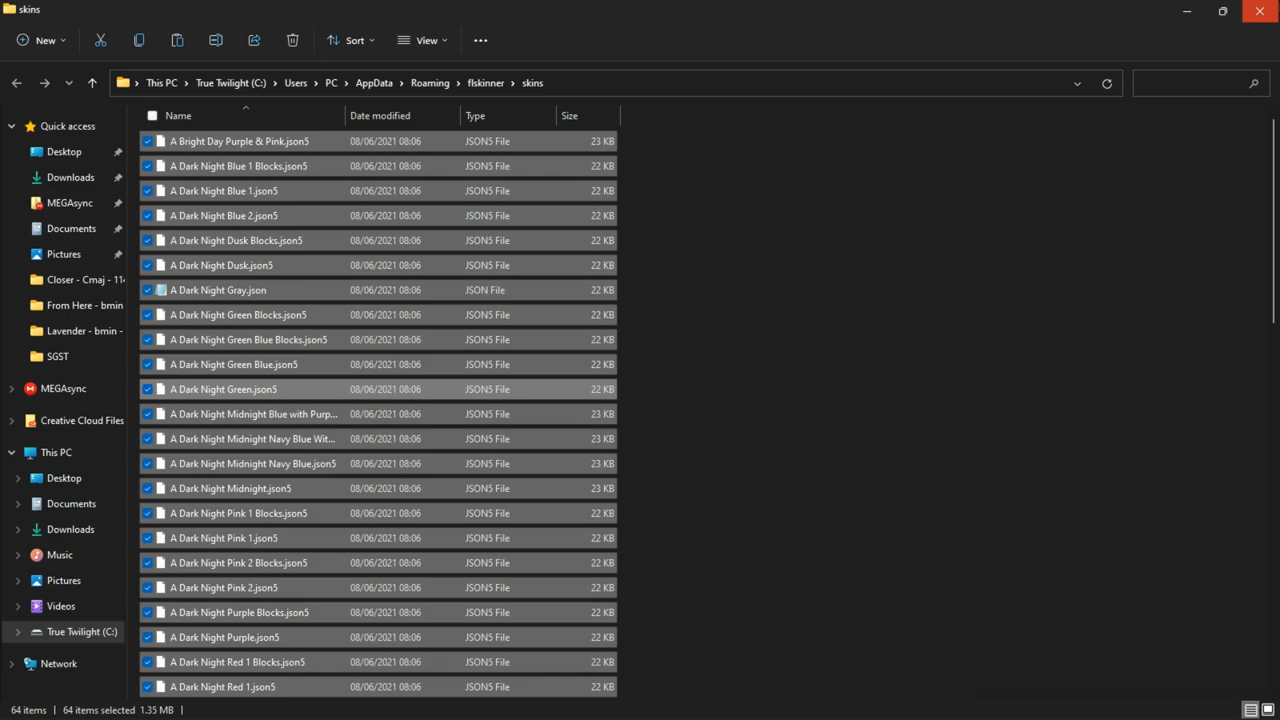 skins
New
Sort
View
This PC > True Twilight (C:) > Users > PC > AppData > Roaming > flskinner > skins
Name Date modified Type Size
Quick access
Desktop
Downloads
MEGAsync
Documents
Pictures
Closer - Cmaj - 114
From Here - bmin
Lavender - bmin -
SGST
MEGAsync
Creative Cloud Files
This PC
Desktop
Documents
Downloads
Music
Pictures
Videos
True Twilight (C:)
Network
A Bright Day Purple & Pink.json5 08/06/2021 08:06 JSON5 File 23 KB
A Dark Night Blue 1 Blocks.json5 08/06/2021 08:06 JSON5 File 22 KB
A Dark Night Blue 1.json5 08/06/2021 08:06 JSON5 File 22 KB
A Dark Night Blue 2.json5 08/06/2021 08:06 JSON5 File 22 KB
A Dark Night Dusk Blocks.json5 08/06/2021 08:06 JSON5 File 22 KB
A Dark Night Dusk.json5 08/06/2021 08:06 JSON5 File 22 KB
A Dark Night Gray.json 08/06/2021 08:06 JSON File 22 KB
A Dark Night Green Blocks.json5 08/06/2021 08:06 JSON5 File 22 KB
A Dark Night Green Blue Blocks.json5 08/06/2021 08:06 JSON5 File 22 KB
A Dark Night Green Blue.json5 08/06/2021 08:06 JSON5 File 22 KB
A Dark Night Green.json5 08/06/2021 08:06 JSON5 File 22 KB
A Dark Night Midnight Blue with Purp... 08/06/2021 08:06 JSON5 File 23 KB
A Dark Night Midnight Navy Blue Wit... 08/06/2021 08:06 JSON5 File 23 KB
A Dark Night Midnight Navy Blue.json5 08/06/2021 08:06 JSON5 File 23 KB
A Dark Night Midnight.json5 08/06/2021 08:06 JSON5 File 23 KB
A Dark Night Pink 1 Blocks.json5 08/06/2021 08:06 JSON5 File 22 KB
A Dark Night Pink 1.json5 08/06/2021 08:06 JSON5 File 22 KB
A Dark Night Pink 2 Blocks.json5 08/06/2021 08:06 JSON5 File 22 KB
A Dark Night Pink 2.json5 08/06/2021 08:06 JSON5 File 22 KB
A Dark Night Purple Blocks.json5 08/06/2021 08:06 JSON5 File 22 KB
A Dark Night Purple.json5 08/06/2021 08:06 JSON5 File 22 KB
A Dark Night Red 1 Blocks.json5 08/06/2021 08:06 JSON5 File 22 KB
A Dark Night Red 1.json5 08/06/2021 08:06 JSON5 File 22 KB
64 items 64 items selected 1.35 MB